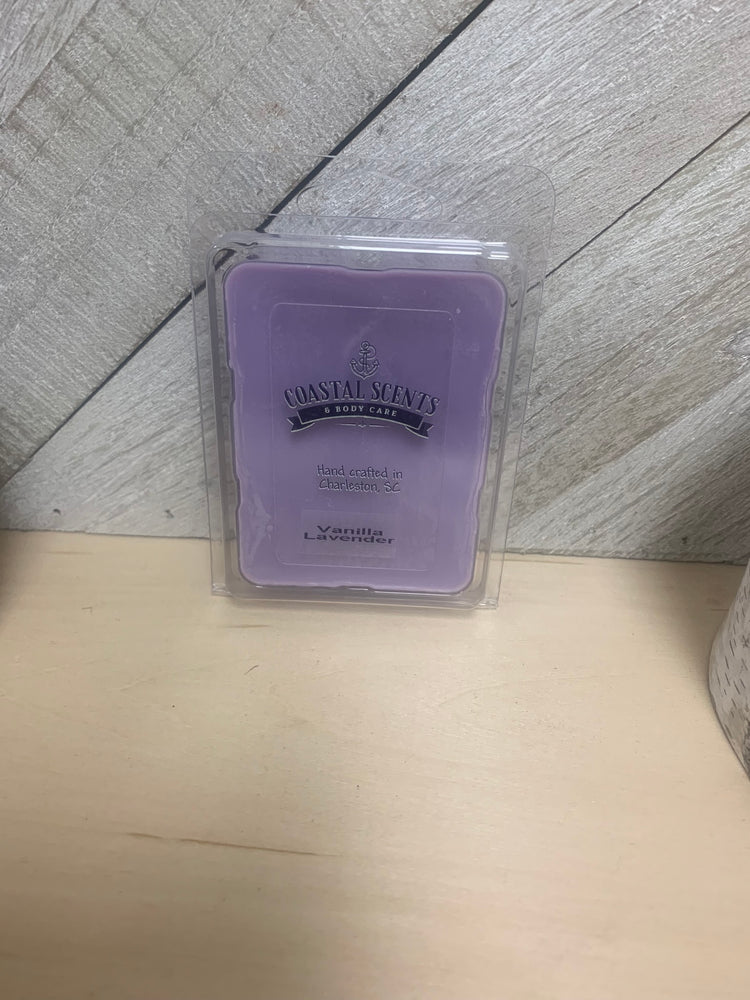 COASTAL SCENTS
& BODY CARE
Hand crafted in
Charleston, SC
Vanilla
Lavender